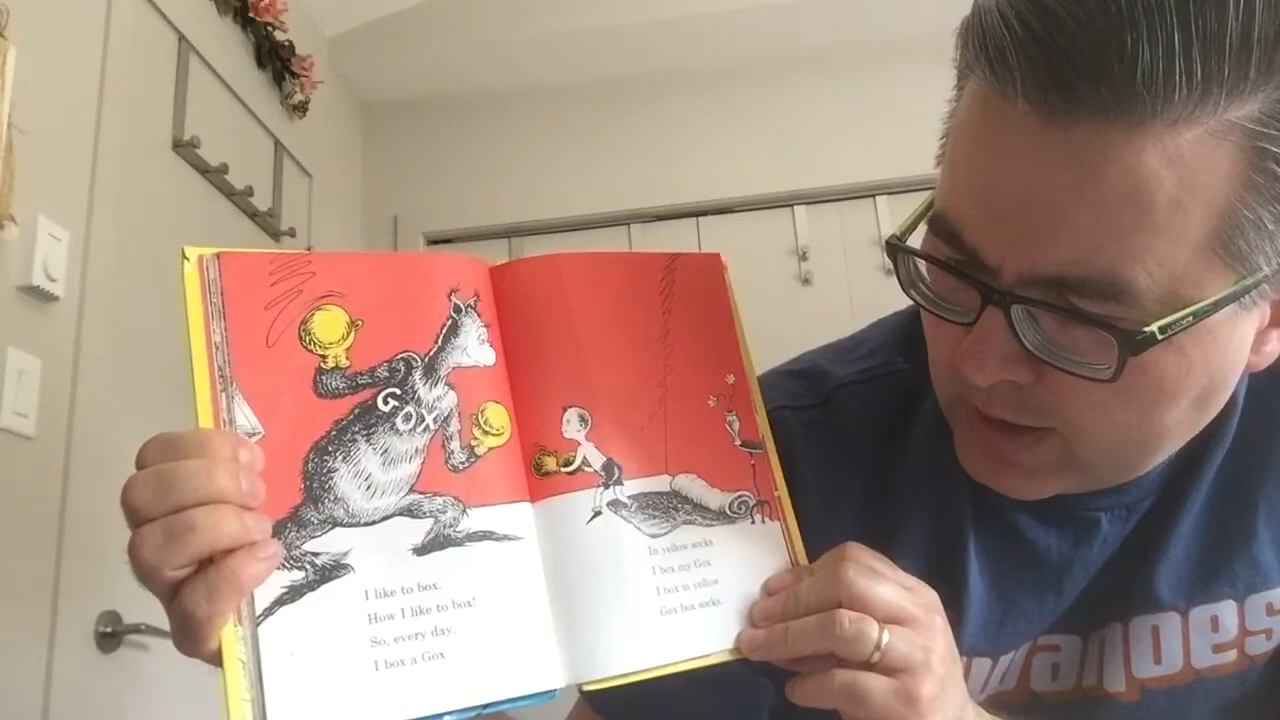 GOX
I like to box.
How I like to box!
So, every day,
I box a Gox.
In yellow socks
I box my Gox.
I box in yellow
Gox box socks.